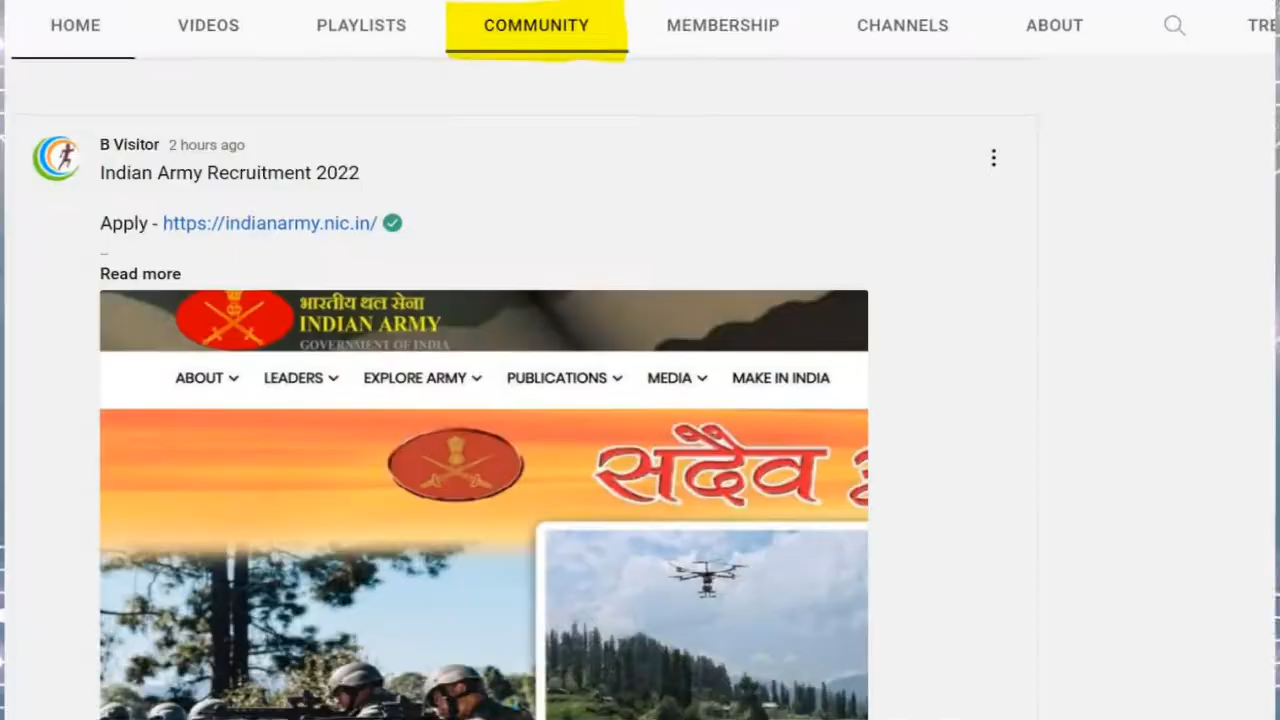 HOME VIDEOS PLAYLISTS COMMUNITY MEMBERSHIP CHANNELS ABOUT
B Visitor 2 hours ago
Indian Army Recruitment 2022
Apply - https://indianarmy.nic.in/
Read more
भारतीय थल सेना
INDIAN ARMY
GOVERNMENT OF INDIA
ABOUT LEADERS EXPLORE ARMY PUBLICATIONS MEDIA MAKE IN INDIA
सदैव